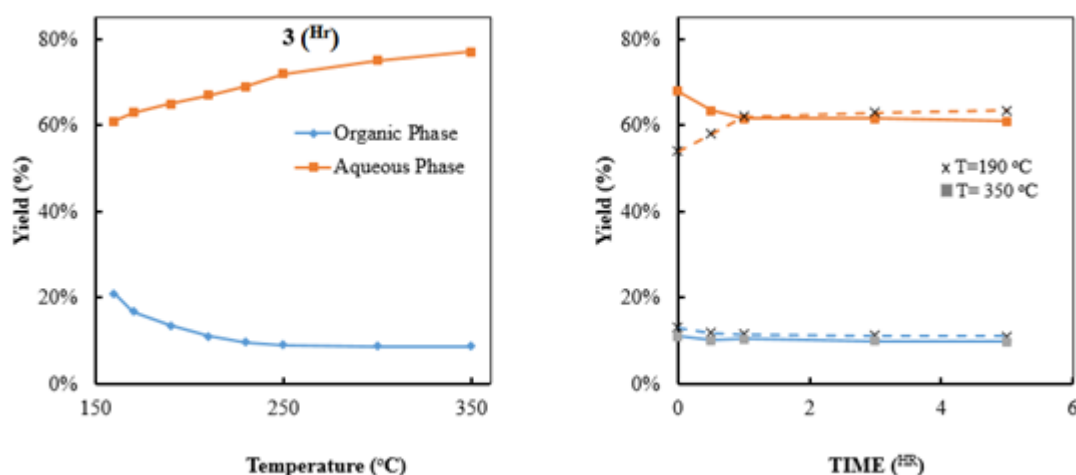 3 (Hr)
80%
60%
40%
20%
0%
150
250
350
Yield (%)
Temperature (°C)
Organic Phase
Aqueous Phase
80%
60%
40%
20%
0%
0
2
4
6
Yield (%)
TIME (HR)
T=190 °C
T= 350 °C